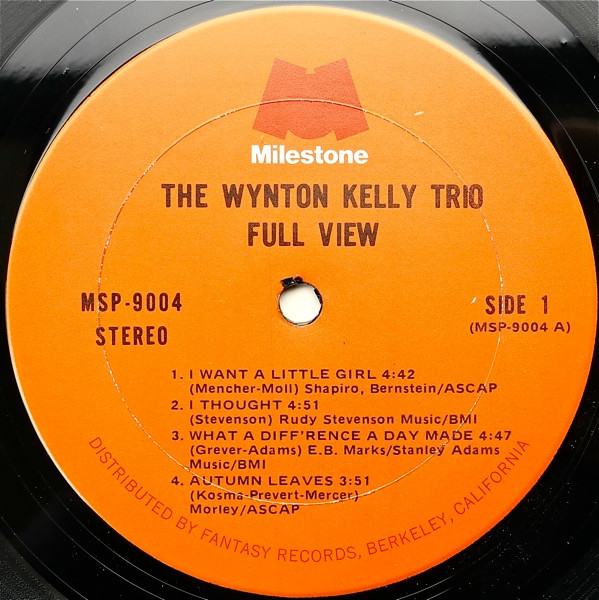 Milestone
THE WYNTON KELLY TRIO
FULL VIEW
MSP-9004
STEREO
SIDE 1
(MSP-9004 A)
1. I WANT A LITTLE GIRL 4:42
(Mencher-Moll) Shapiro, Bernstein/ASCAP
2. I THOUGHT 4:51
(Stevenson) Rudy Stevenson Music/BMI
3. WHAT A DIFF'RENCE A DAY MADE 4:47
(Grever-Adams) E.B. Marks/Stanley Adams
Music/BMI
4. AUTUMN LEAVES 3:51
(Kosma-Prevert-Mercer)
Morley/ASCAP
DISTRIBUTED BY FANTASY RECORDS, BERKELEY, CALIFORNIA